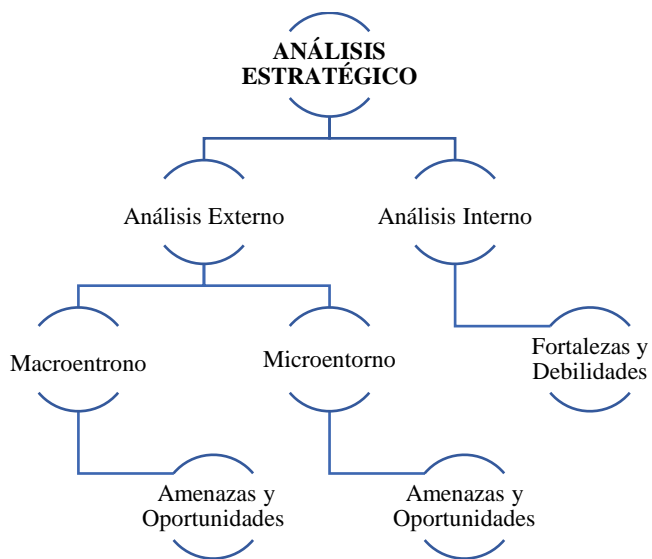 ANÁLISIS
ESTRATÉGICO
Análisis Externo
Análisis Interno
Macroentrono
Microentorno
Fortalezas y
Debilidades
Amenazas y
Oportunidades
Amenazas y
Oportunidades